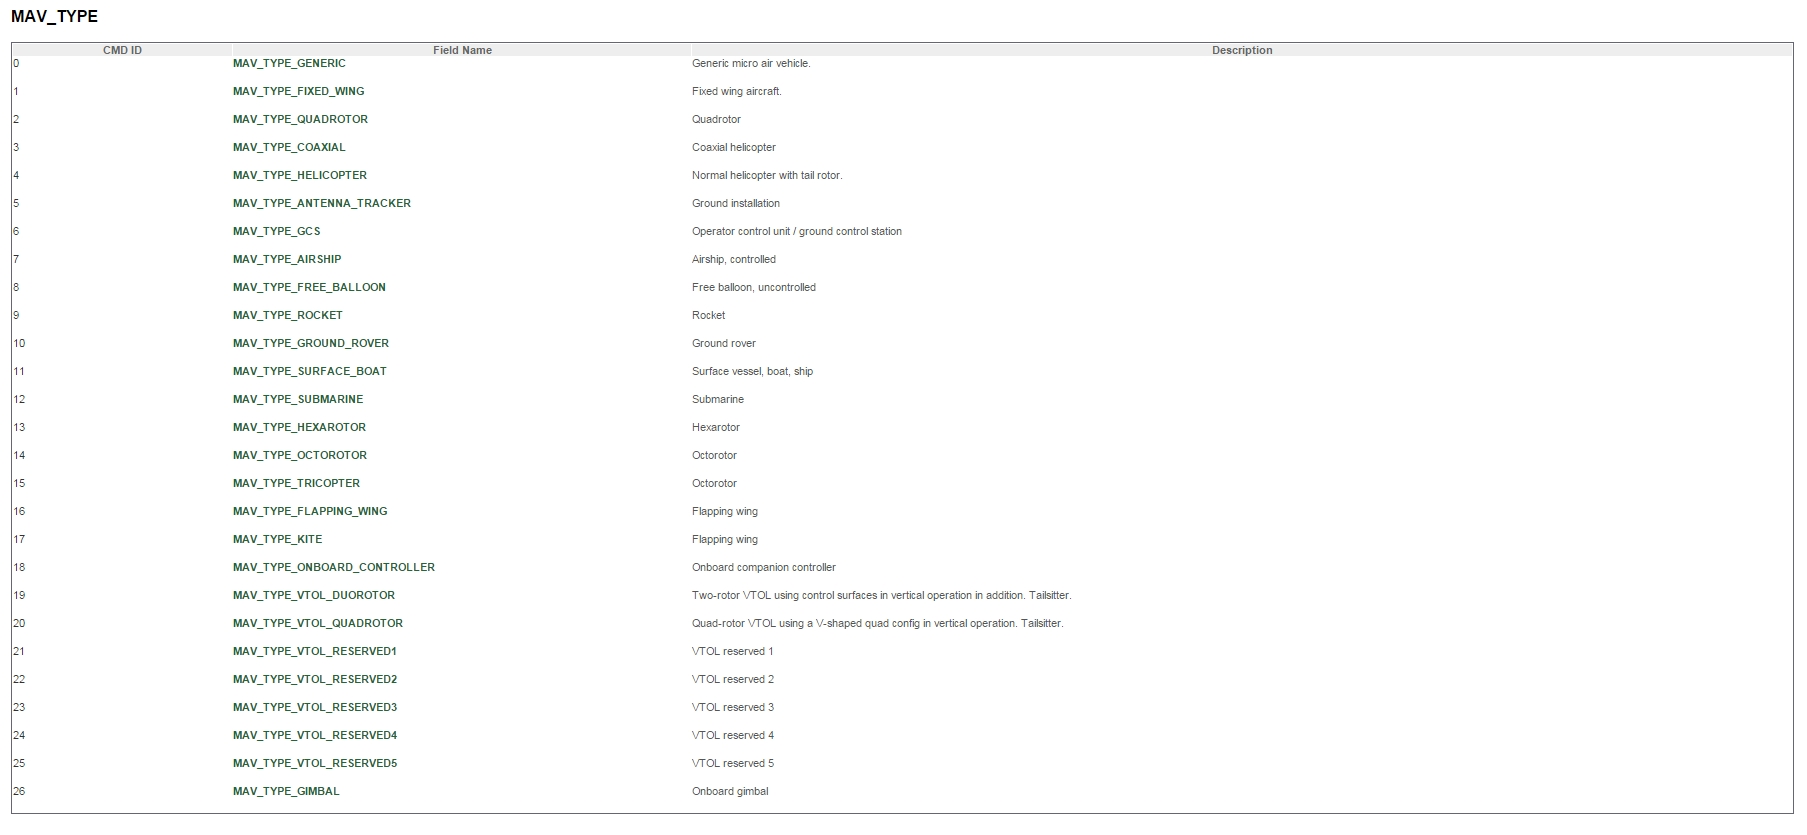 MAV_TYPE
CMD ID Field Name Description
0 MAV_TYPE_GENERIC Generic micro air vehicle.
1 MAV_TYPE_FIXED_WING Fixed wing aircraft.
2 MAV_TYPE_QUADROTOR Quadrotor
3 MAV_TYPE_COAXIAL Coaxial helicopter
4 MAV_TYPE_HELICOPTER Normal helicopter with tail rotor.
5 MAV_TYPE_ANTENNA_TRACKER Ground installation
6 MAV_TYPE_GCS Operator control unit / ground control station
7 MAV_TYPE_AIRSHIP Airship, controlled
8 MAV_TYPE_FREE_BALLOON Free balloon, uncontrolled
9 MAV_TYPE_ROCKET Rocket
10 MAV_TYPE_GROUND_ROVER Ground rover
11 MAV_TYPE_SURFACE_BOAT Surface vessel, boat, ship
12 MAV_TYPE_SUBMARINE Submarine
13 MAV_TYPE_HEXAROTOR Hexarotor
14 MAV_TYPE_OCTOROTOR Octorotor
15 MAV_TYPE_TRICOPTER Octorotor
16 MAV_TYPE_FLAPPING_WING Flapping wing
17 MAV_TYPE_KITE Flapping wing
18 MAV_TYPE_ONBOARD_CONTROLLER Onboard companion controller
19 MAV_TYPE_VTOL_DUOROTOR Two-rotor VTOL using control surfaces in vertical operation in addition. Tailsitter.
20 MAV_TYPE_VTOL_QUADROTOR Quad-rotor VTOL using a V-shaped quad config in vertical operation. Tailsitter.
21 MAV_TYPE_VTOL_RESERVED1 VTOL reserved 1
22 MAV_TYPE_VTOL_RESERVED2 VTOL reserved 2
23 MAV_TYPE_VTOL_RESERVED3 VTOL reserved 3
24 MAV_TYPE_VTOL_RESERVED4 VTOL reserved 4
25 MAV_TYPE_VTOL_RESERVED5 VTOL reserved 5
26 MAV_TYPE_GIMBAL Onboard gimbal